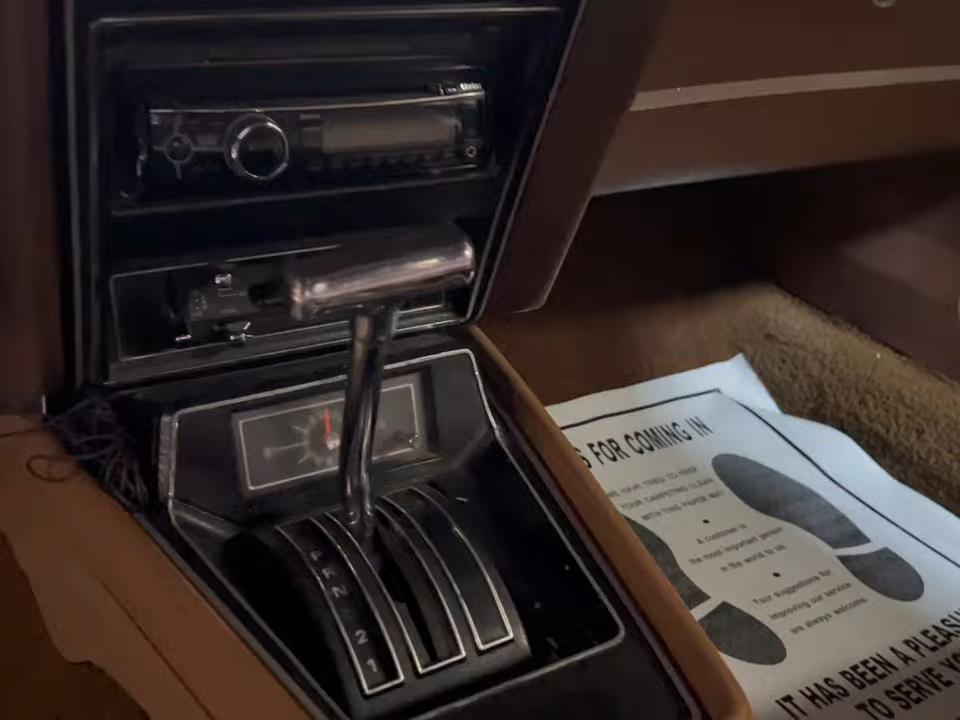 S FOR COMING IN
WE HAVE TRIED TO KEEP
YOUR CARPETING CLEAN
WITH THIS PAPER MAT
A customer is
the most important person
in the world to us.
Your suggestions for
improving our service
are always welcome.
IT HAS BEEN A PLEASU
TO SERVE YO
2
1